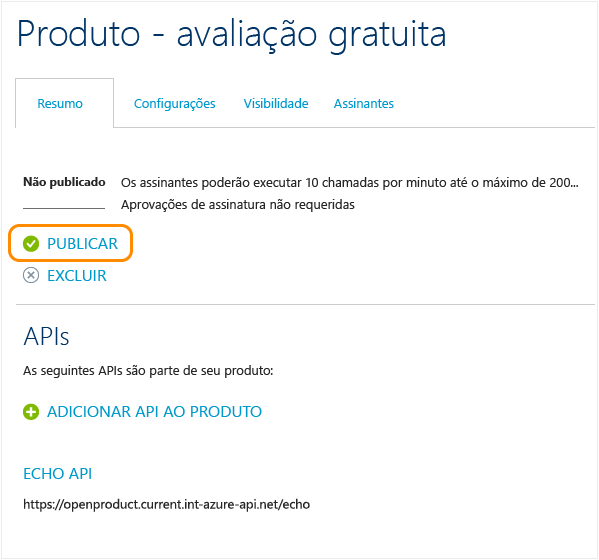 Produto - avaliação gratuita
Resumo Configurações Visibilidade Assinantes
Não publicado Os assinantes poderão executar 10 chamadas por minuto até o máximo de 200...
Aprovações de assinatura não requeridas
PUBLICAR
EXCLUIR
APIs
As seguintes APIs são parte de seu produto:
ADICIONAR API AO PRODUTO
ECHO API
https://openproduct.current.int-azure-api.net/echo